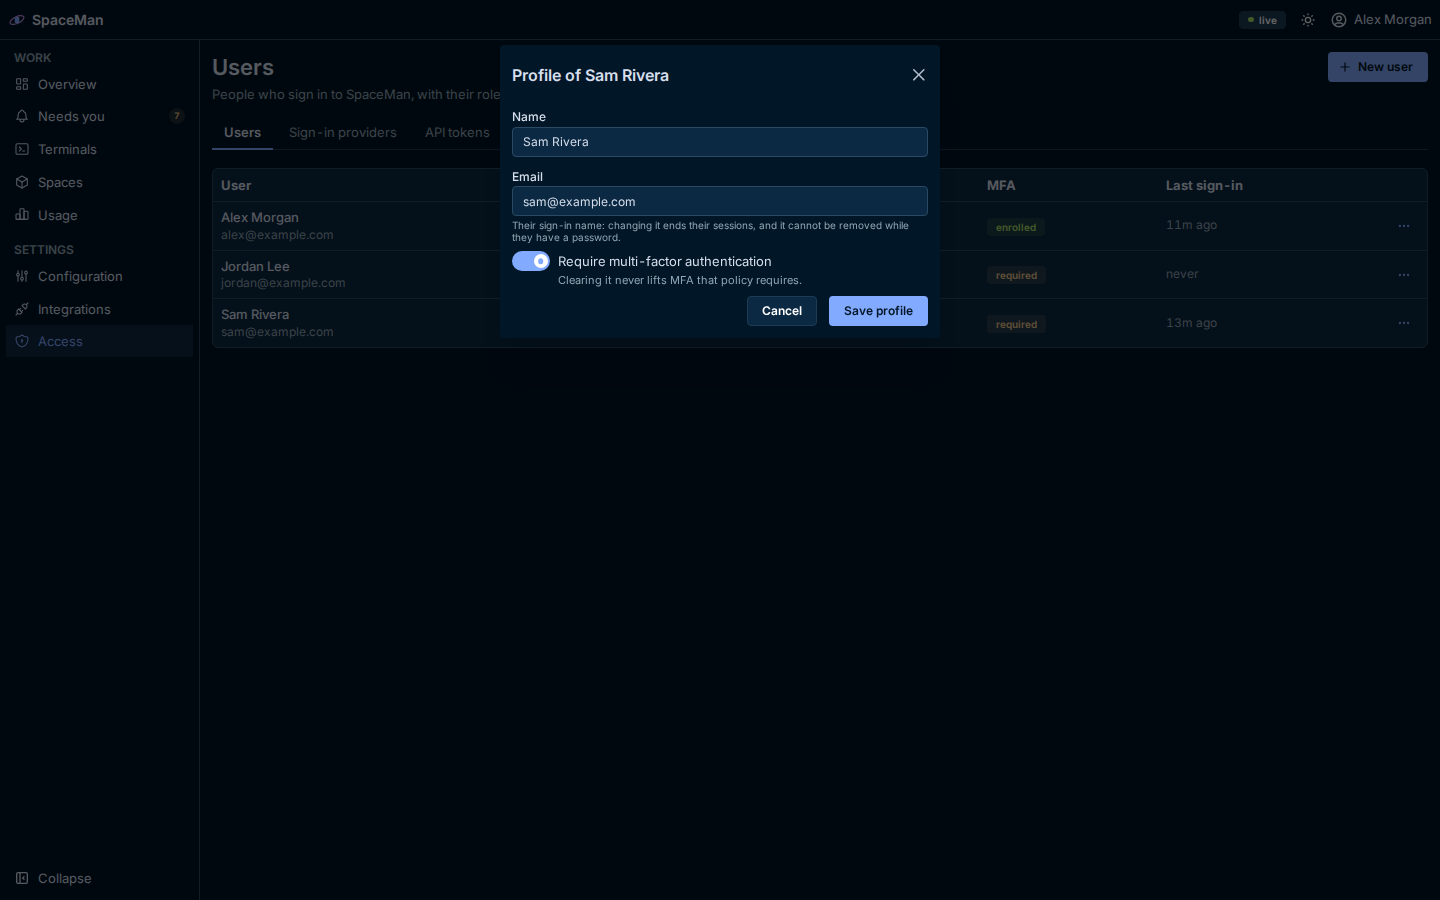 SpaceMan
live
Alex Morgan
WORK
Overview
Needs you
7
Terminals
Spaces
Usage
SETTINGS
Configuration
Integrations
Access
Collapse
Users
People who sign in to SpaceMan, with their role
New user
Users
Sign-in providers
API tokens
User
MFA
Last sign-in
Alex Morgan
alex@example.com
enrolled
11m ago
Jordan Lee
jordan@example.com
required
never
Sam Rivera
sam@example.com
required
13m ago
Profile of Sam Rivera
Name
Sam Rivera
Email
sam@example.com
Their sign-in name: changing it ends their sessions, and it cannot be removed while
they have a password.
Require multi-factor authentication
Clearing it never lifts MFA that policy requires.
Cancel
Save profile